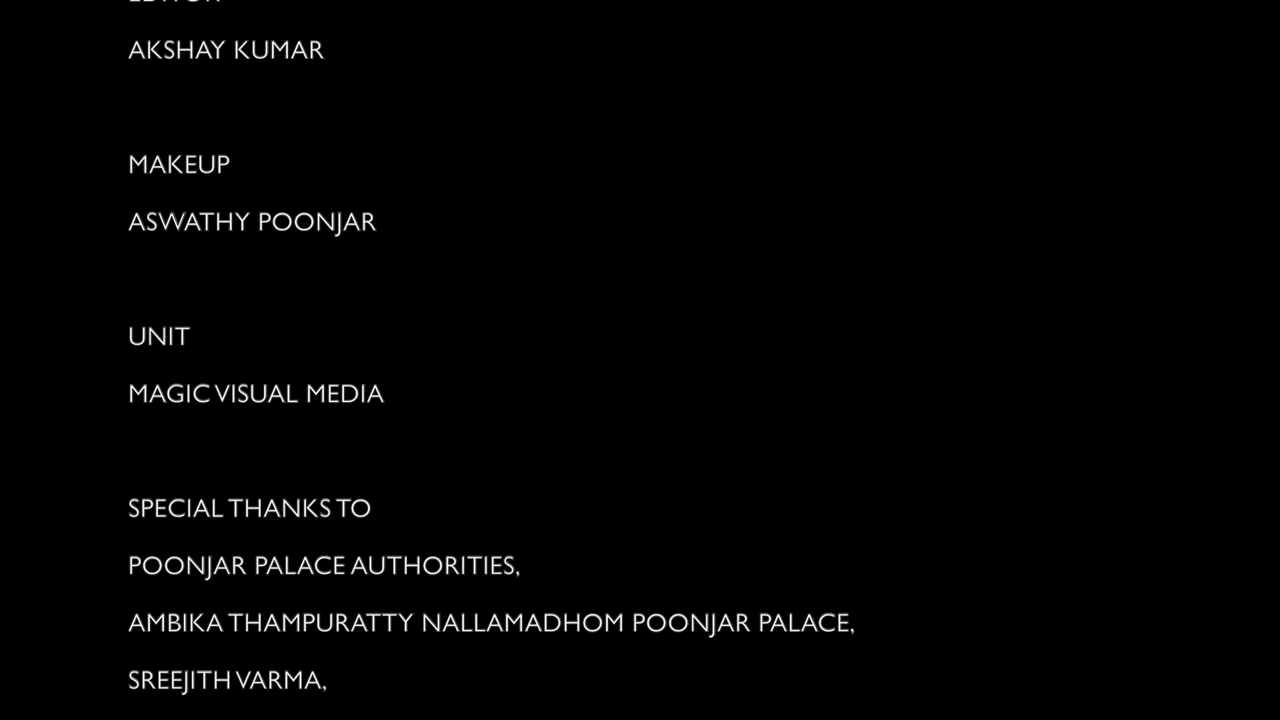 EDITOR
AKSHAY KUMAR
MAKEUP
ASWATHY POONJAR
UNIT
MAGIC VISUAL MEDIA
SPECIAL THANKS TO
POONJAR PALACE AUTHORITIES,
AMBIKA THAMPURATTY NALLAMADHOM POONJAR PALACE,
SREEJITH VARMA,